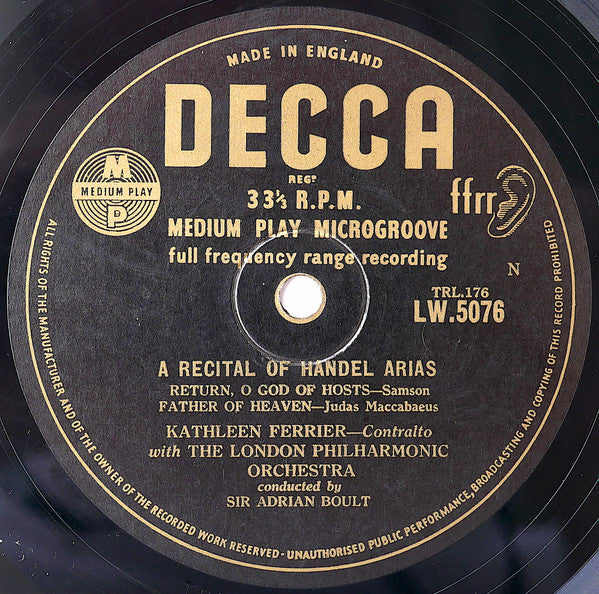 MADE IN ENGLAND
DECCA
REGD
M
MEDIUM PLAY
P
33⅓ R.P.M.
ffrr
MEDIUM PLAY MICROGROOVE
full frequency range recording
N
TRL.176
LW.5076
A RECITAL OF HANDEL ARIAS
RETURN, O GOD OF HOSTS—Samson
FATHER OF HEAVEN—Judas Maccabaeus
KATHLEEN FERRIER—Contralto
with THE LONDON PHILHARMONIC
ORCHESTRA
conducted by
SIR ADRIAN BOULT
ALL RIGHTS OF THE MANUFACTURER AND OF THE OWNER OF THE RECORDED WORK RESERVED - UNAUTHORISED PUBLIC PERFORMANCE, BROADCASTING AND COPYING OF THIS RECORD PROHIBITED